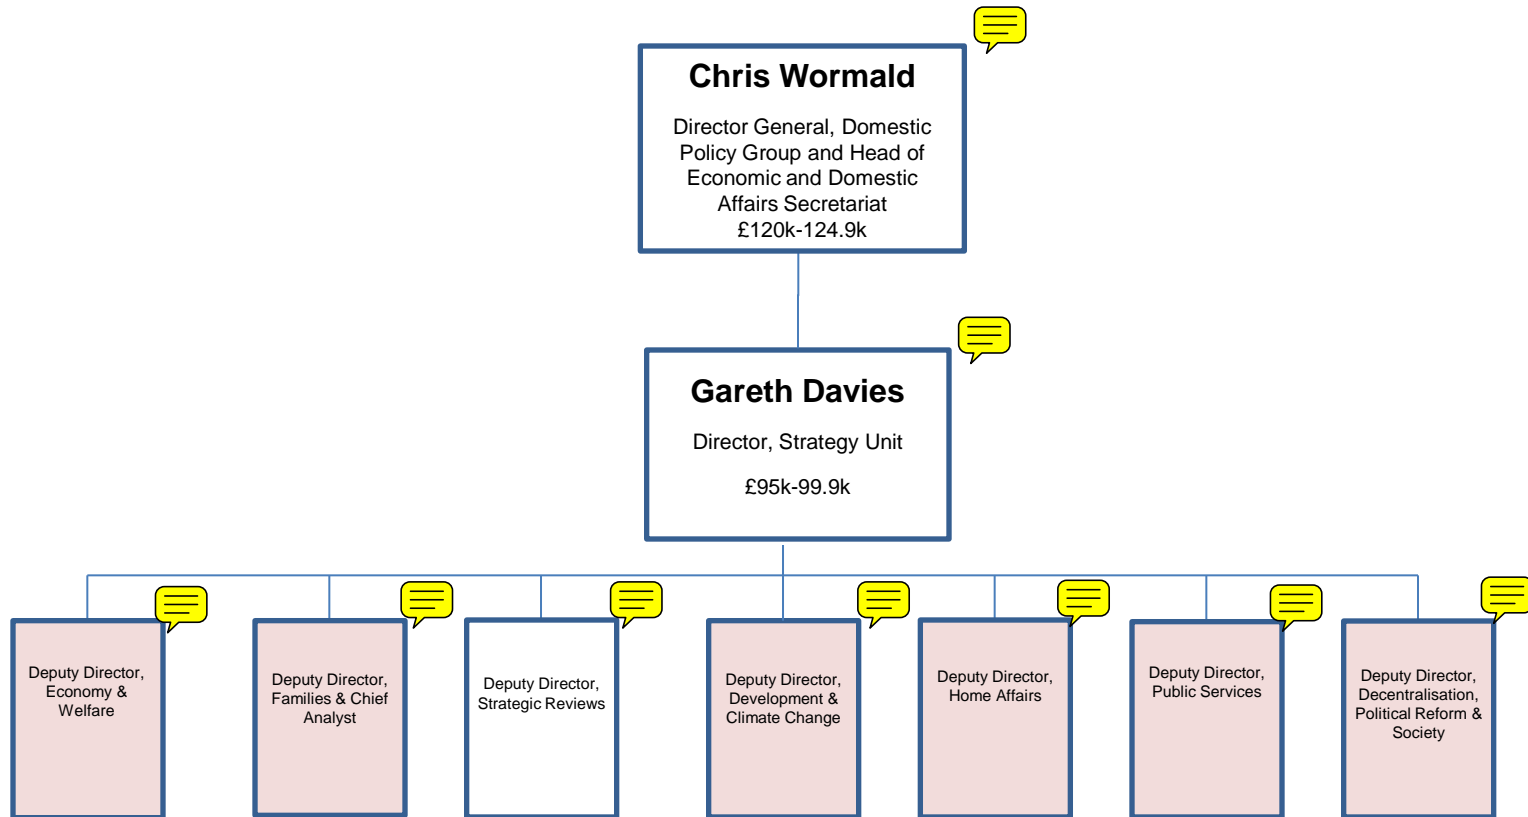 Chris Wormald
Director General, Domestic
Policy Group and Head of
Economic and Domestic
Affairs Secretariat
£120k-124.9k
Gareth Davies
Director, Strategy Unit
£95k-99.9k
Deputy Director,
Economy &
Welfare
Deputy Director,
Families & Chief
Analyst
Deputy Director,
Strategic Reviews
Deputy Director,
Development &
Climate Change
Deputy Director,
Home Affairs
Deputy Director,
Public Services
Deputy Director,
Decentralisation,
Political Reform &
Society